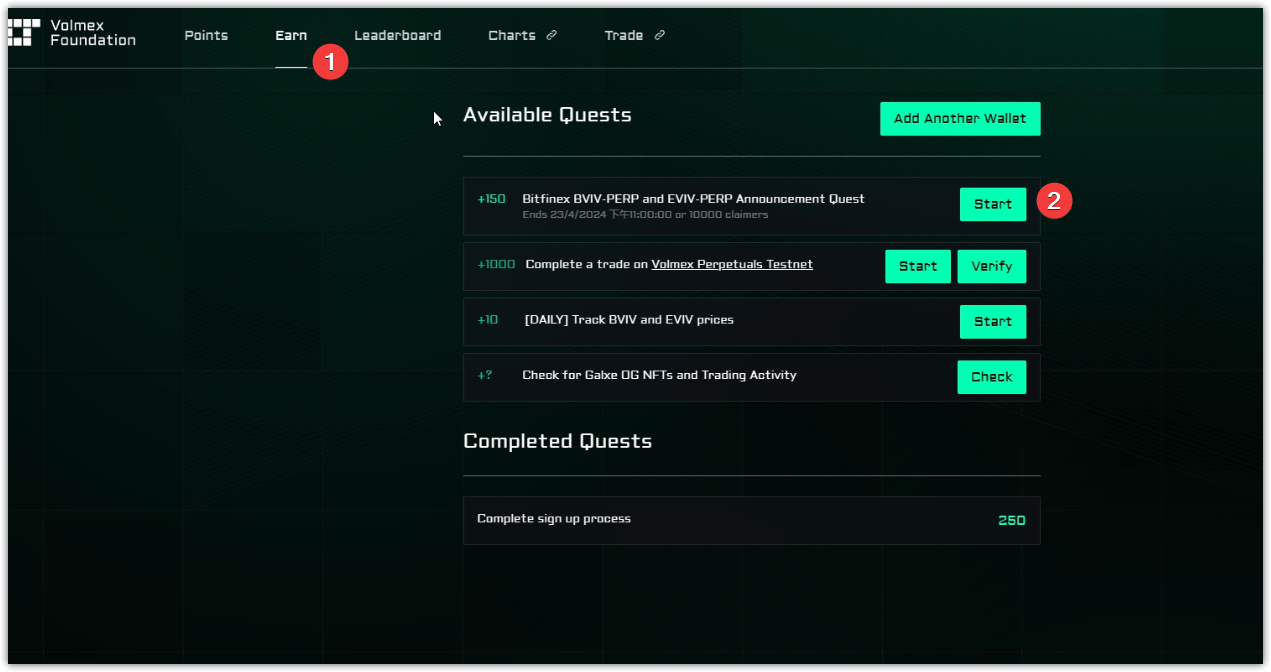 Volmex
Foundation
Points
Earn
Leaderboard
Charts
Trade
1
Available Quests
Add Another Wallet
+150
Bitfinex BVIV-PERP and EVIV-PERP Announcement Quest
Ends 23/4/2024 下午11:00:00 or 10000 claimers
Start
2
+1000
Complete a trade on Volmex Perpetuals Testnet
Start
Verify
+10
[DAILY] Track BVIV and EVIV prices
Start
+?
Check for Galxe OG NFTs and Trading Activity
Check
Completed Quests
Complete sign up process
250